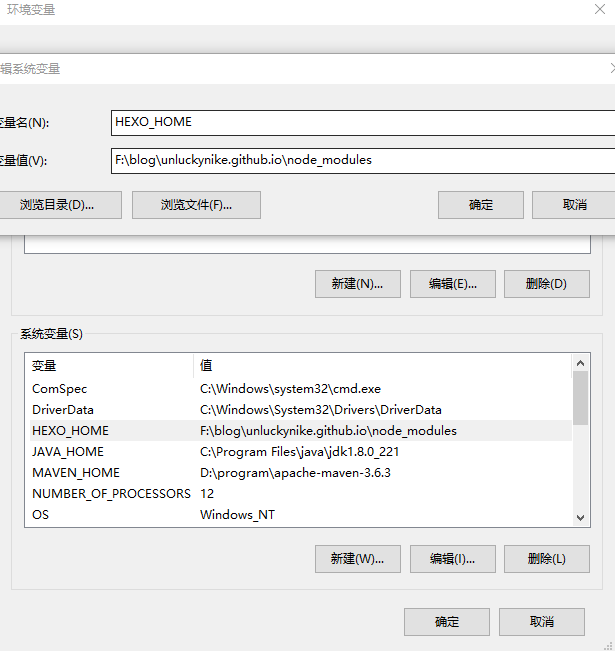 环境变量
辑系统变量
变量名(N):
HEXO_HOME
变量值(V):
F:\blog\unluckynike.github.io\node_modules
浏览目录(D)...
浏览文件(F)...
确定
取消
新建(N)...
编辑(E)...
删除(D)
系统变量(S)
变量 值
ComSpec C:\Windows\system32\cmd.exe
DriverData C:\Windows\System32\Drivers\DriverData
HEXO_HOME F:\blog\unluckynike.github.io\node_modules
JAVA_HOME C:\Program Files\java\jdk1.8.0_221
MAVEN_HOME D:\program\apache-maven-3.6.3
NUMBER_OF_PROCESSORS 12
OS Windows_NT
新建(W)...
编辑(I)...
删除(L)
确定
取消